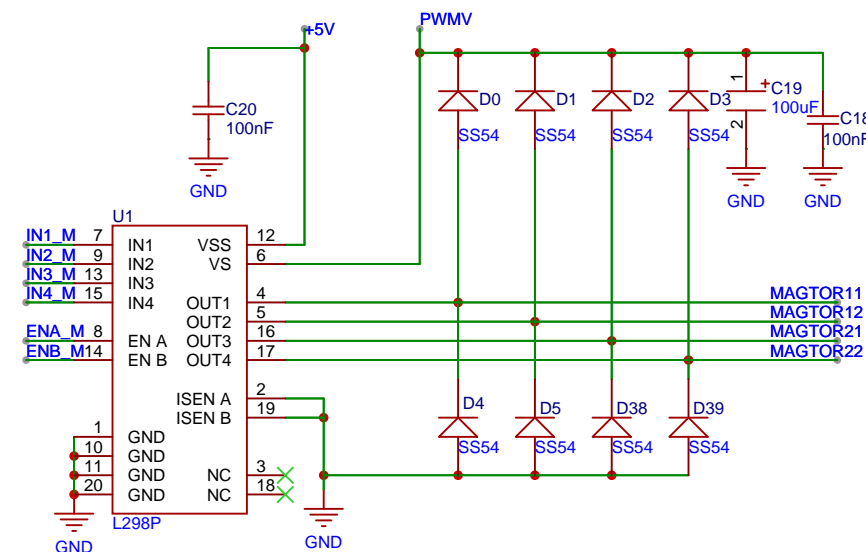 +5V
PWMV
C20
100nF
GND
D0
SS54
D1
SS54
D2
SS54
D3
SS54
1
+
C19
100uF
2
GND
C18
100nF
GND
U1
IN1_M 7 IN1 VSS 12
IN2_M 9 IN2 VS 6
IN3_M 13 IN3
IN4_M 15 IN4 OUT1 4 MAGTOR11
OUT2 5 MAGTOR12
ENA_M 8 EN A OUT3 16 MAGTOR21
ENB_M 14 EN B OUT4 17 MAGTOR22
ISEN A 2
ISEN B 19
1 GND
10 GND
11 GND NC 3
20 GND NC 18
L298P
GND
GND
D4
SS54
D5
SS54
D38
SS54
D39
SS54